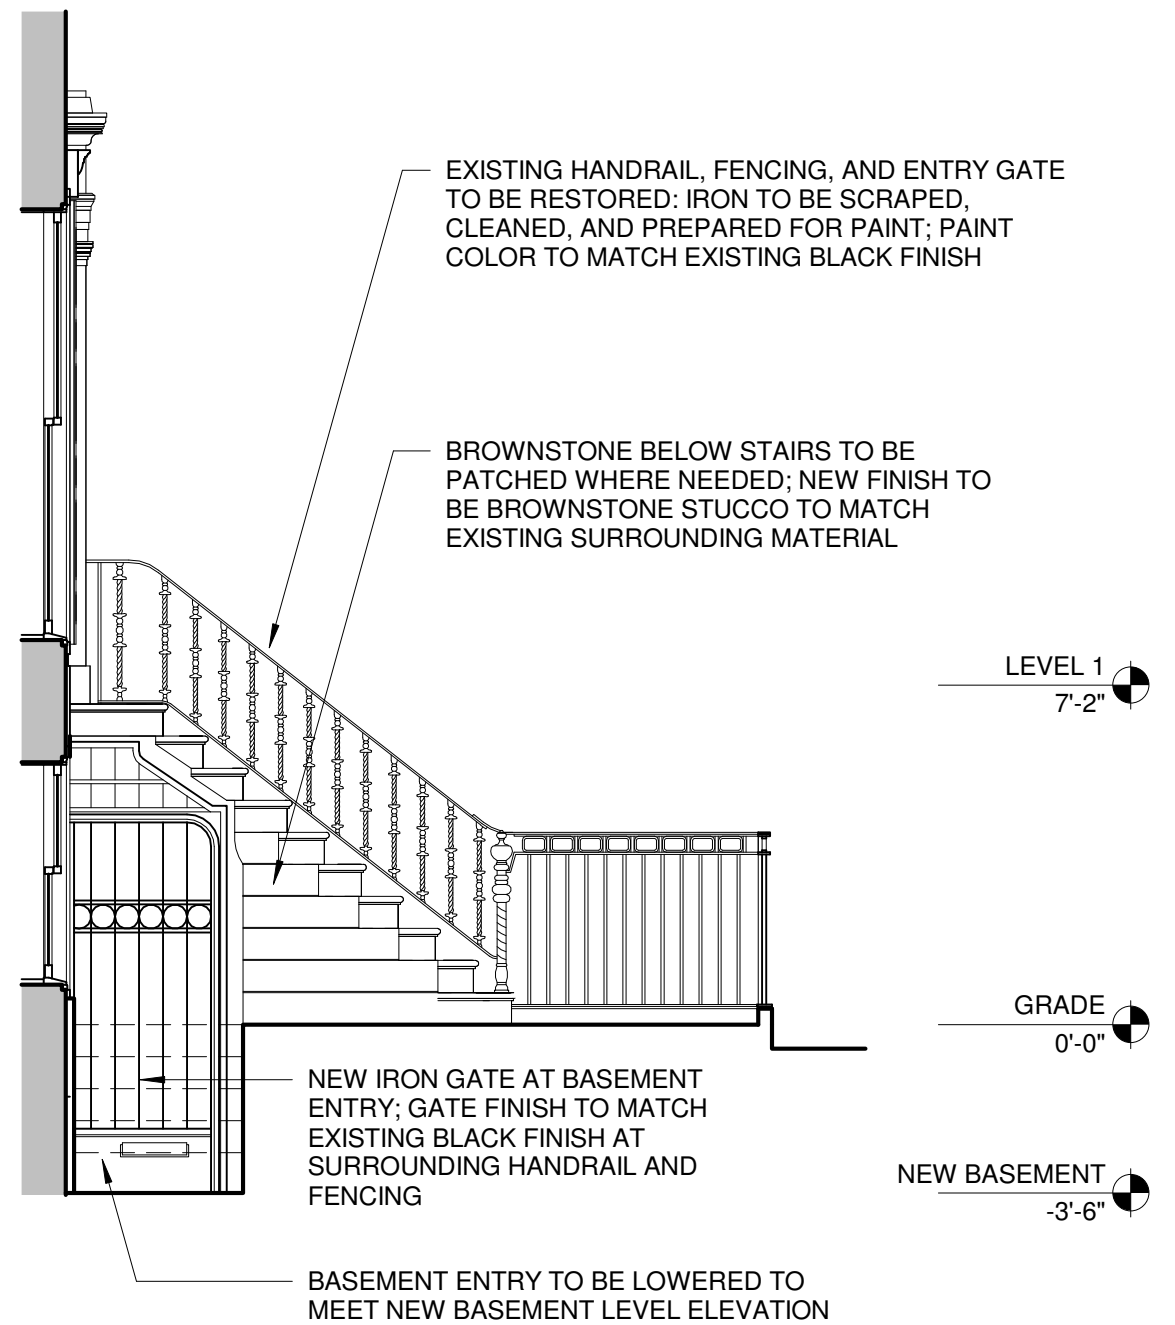 EXISTING HANDRAIL, FENCING, AND ENTRY GATE
TO BE RESTORED: IRON TO BE SCRAPED,
CLEANED, AND PREPARED FOR PAINT; PAINT
COLOR TO MATCH EXISTING BLACK FINISH
BROWNSTONE BELOW STAIRS TO BE
PATCHED WHERE NEEDED; NEW FINISH TO
BE BROWNSTONE STUCCO TO MATCH
EXISTING SURROUNDING MATERIAL
LEVEL 1
7'-2"
GRADE
0'-0"
NEW IRON GATE AT BASEMENT
ENTRY; GATE FINISH TO MATCH
EXISTING BLACK FINISH AT
SURROUNDING HANDRAIL AND
FENCING
NEW BASEMENT
-3'-6"
BASEMENT ENTRY TO BE LOWERED TO
MEET NEW BASEMENT LEVEL ELEVATION